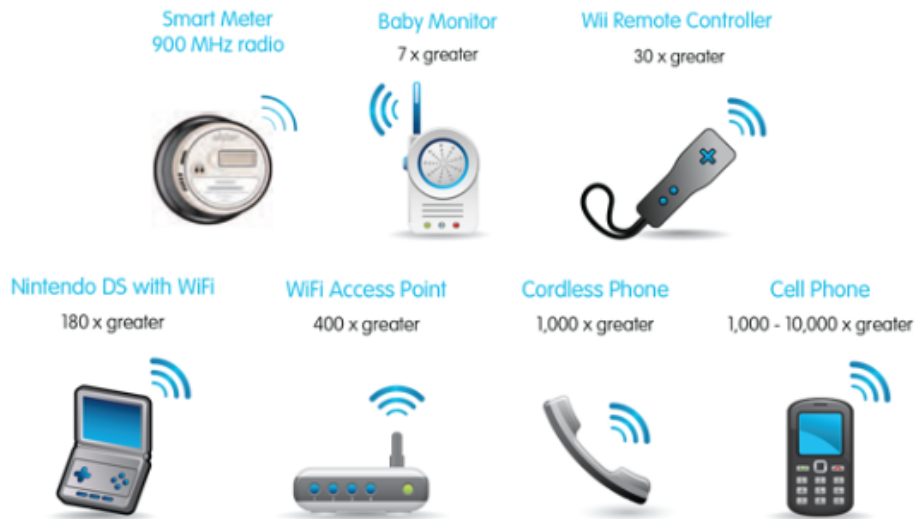 Smart Meter
900 MHz radio
Baby Monitor
7 x greater
Wii Remote Controller
30 x greater
Nintendo DS with WiFi
180 x greater
WiFi Access Point
400 x greater
Cordless Phone
1,000 x greater
Cell Phone
1,000 - 10,000 x greater